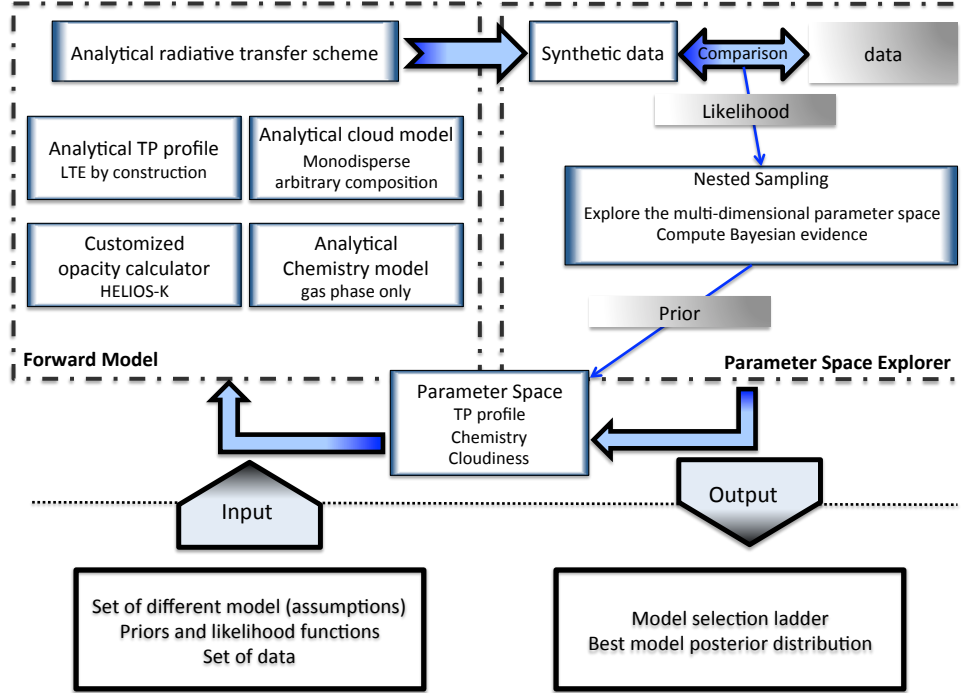 Analytical radiative transfer scheme
Synthetic data
Comparison
data
Likelihood
Analytical TP profile
LTE by construction
Analytical cloud model
Monodisperse
arbitrary composition
Customized
opacity calculator
HELIOS-K
Analytical
Chemistry model
gas phase only
Nested Sampling
Explore the multi-dimensional parameter space
Compute Bayesian evidence
Prior
Forward Model
Parameter Space Explorer
Parameter Space
TP profile
Chemistry
Cloudiness
Input
Output
Set of different model (assumptions)
Priors and likelihood functions
Set of data
Model selection ladder
Best model posterior distribution